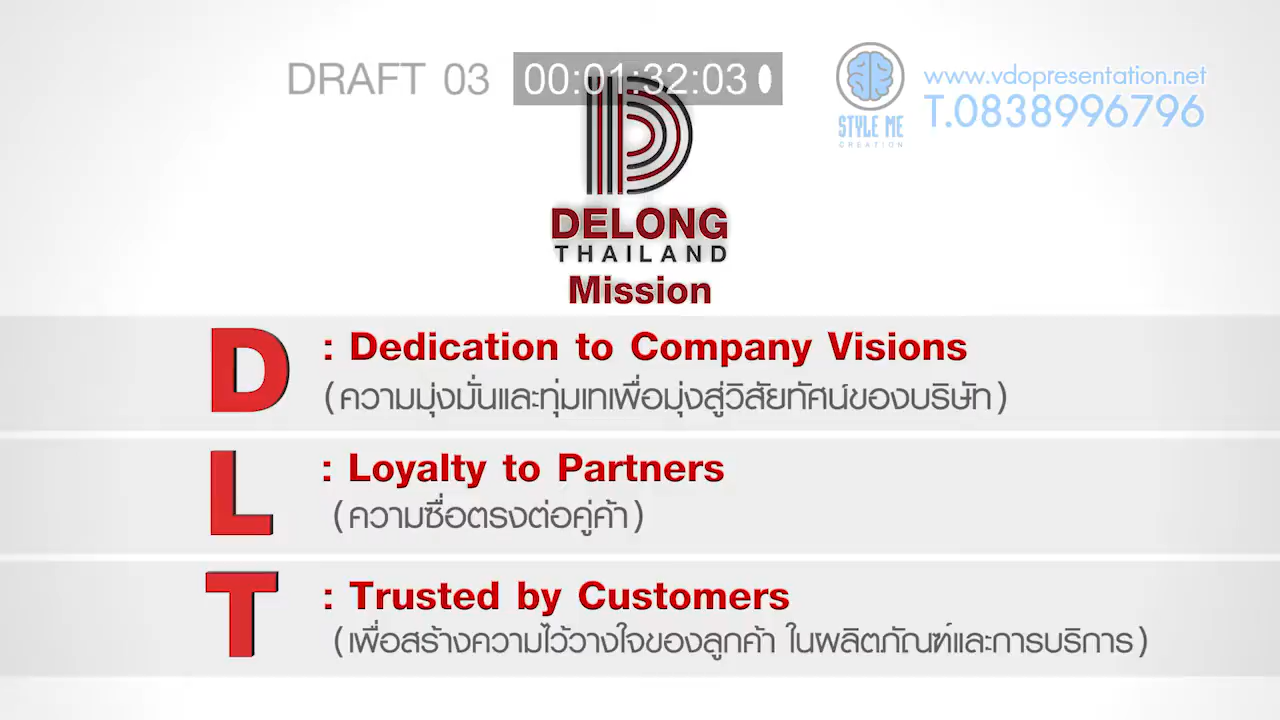 DRAFT 03
00:01:32:03
STYLE ME
CREATION
www.vdopresentation.net
T.0838996796
DELONG
THAILAND
Mission
D : Dedication to Company Visions
(ความมุ่งมั่นและทุ่มเทเพื่อมุ่งสู่วิสัยทัศน์ของบริษัท)
L : Loyalty to Partners
(ความซื่อตรงต่อคู่ค้า)
T : Trusted by Customers
(เพื่อสร้างความไว้วางใจของลูกค้า ในผลิตภัณฑ์และการบริการ)